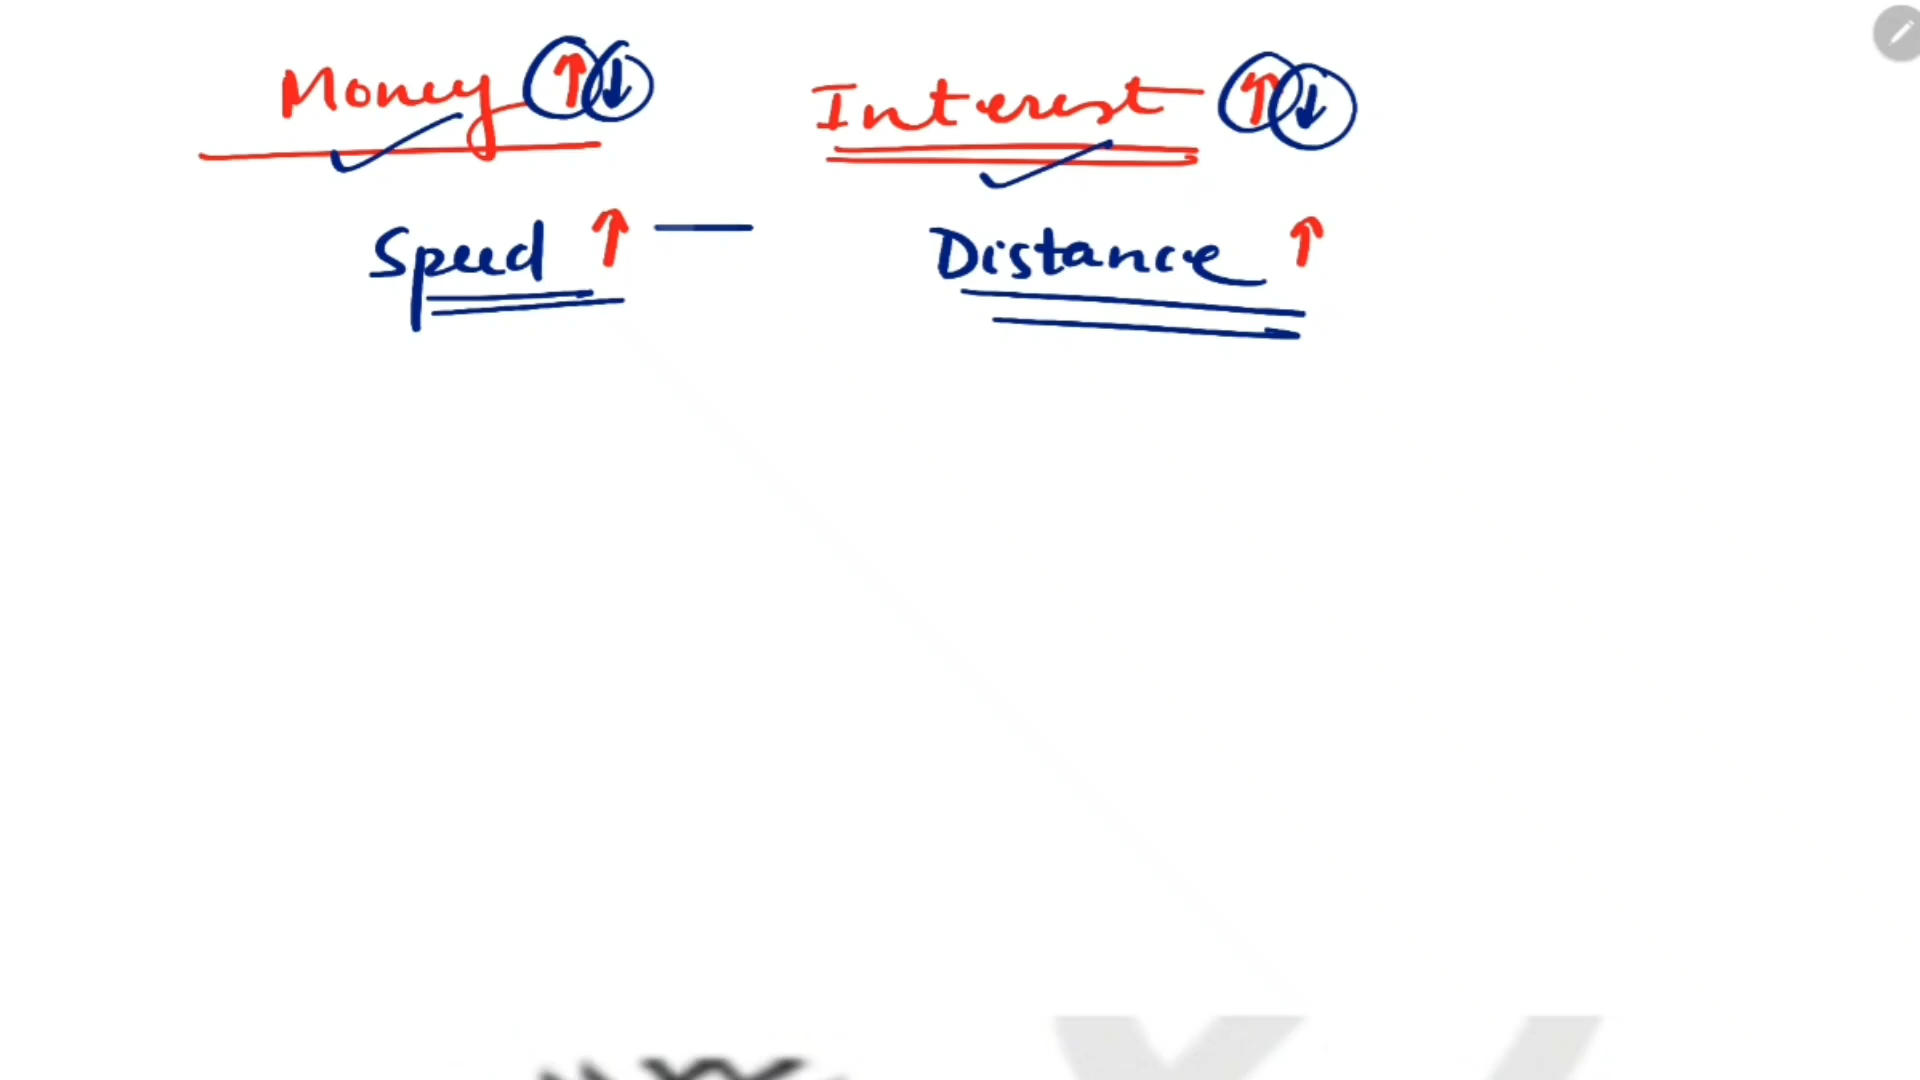 Money ↑↓ Interest ↑↓
Speed ↑ — Distance ↑